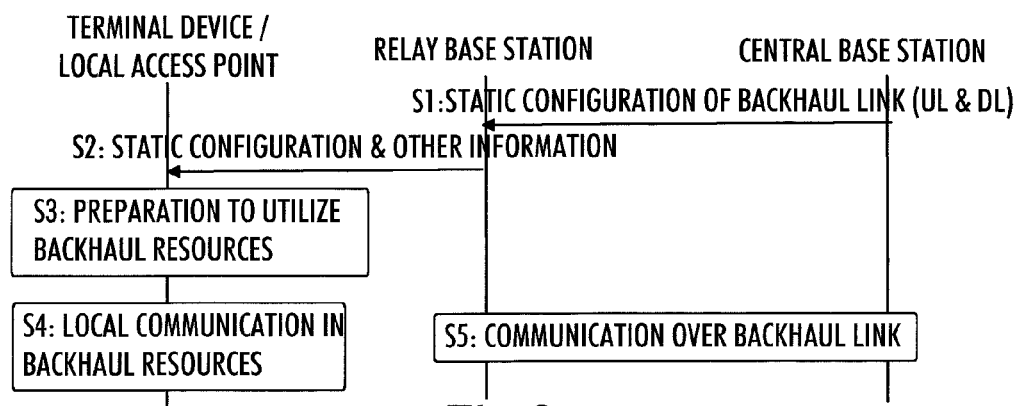 TERMINAL DEVICE /
LOCAL ACCESS POINT
RELAY BASE STATION
CENTRAL BASE STATION
S1:STATIC CONFIGURATION OF BACKHAUL LINK (UL & DL)
S2: STATIC CONFIGURATION & OTHER INFORMATION
S3: PREPARATION TO UTILIZE
BACKHAUL RESOURCES
S4: LOCAL COMMUNICATION IN
BACKHAUL RESOURCES
S5: COMMUNICATION OVER BACKHAUL LINK